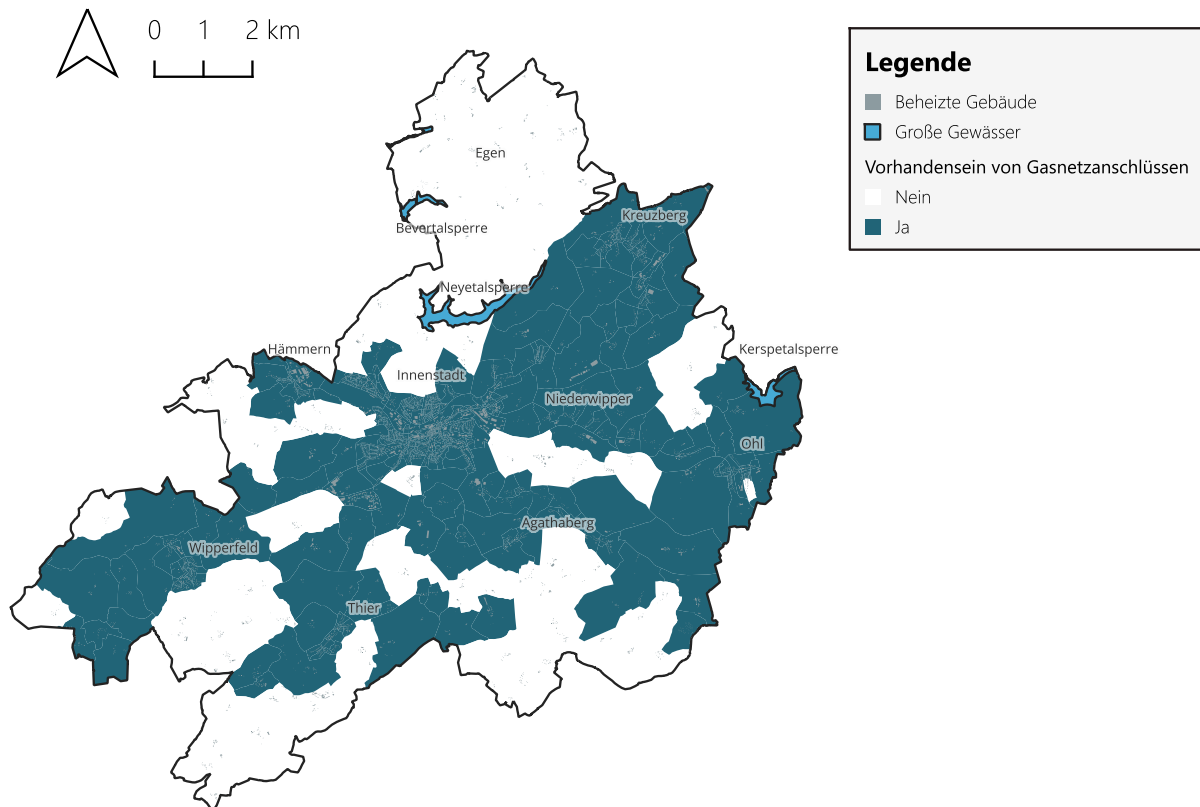 0 1 2 km
Legende
Beheizte Gebäude
Große Gewässer
Vorhandensein von Gasnetzanschlüssen
Nein
Ja
Egen
Kreuzberg
Bevertalsperre
Neyetalsperre
Hämmern
Kerspetalsperre
Innenstadt
Niederwipper
Ohl
Agathaberg
Wipperfeld
Thier